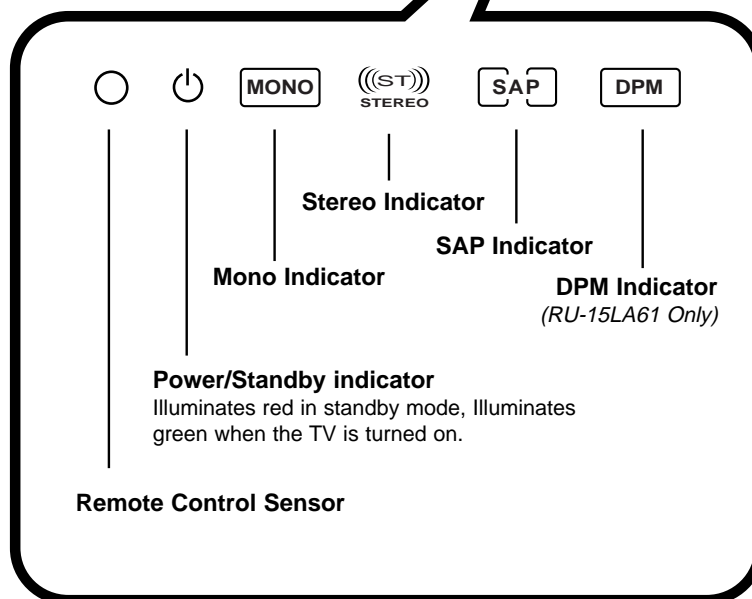 MONO ((ST)) STEREO SAP DPM
Stereo Indicator
SAP Indicator
Mono Indicator
DPM Indicator
(RU-15LA61 Only)
Power/Standby indicator
Illuminates red in standby mode, Illuminates
green when the TV is turned on.
Remote Control Sensor